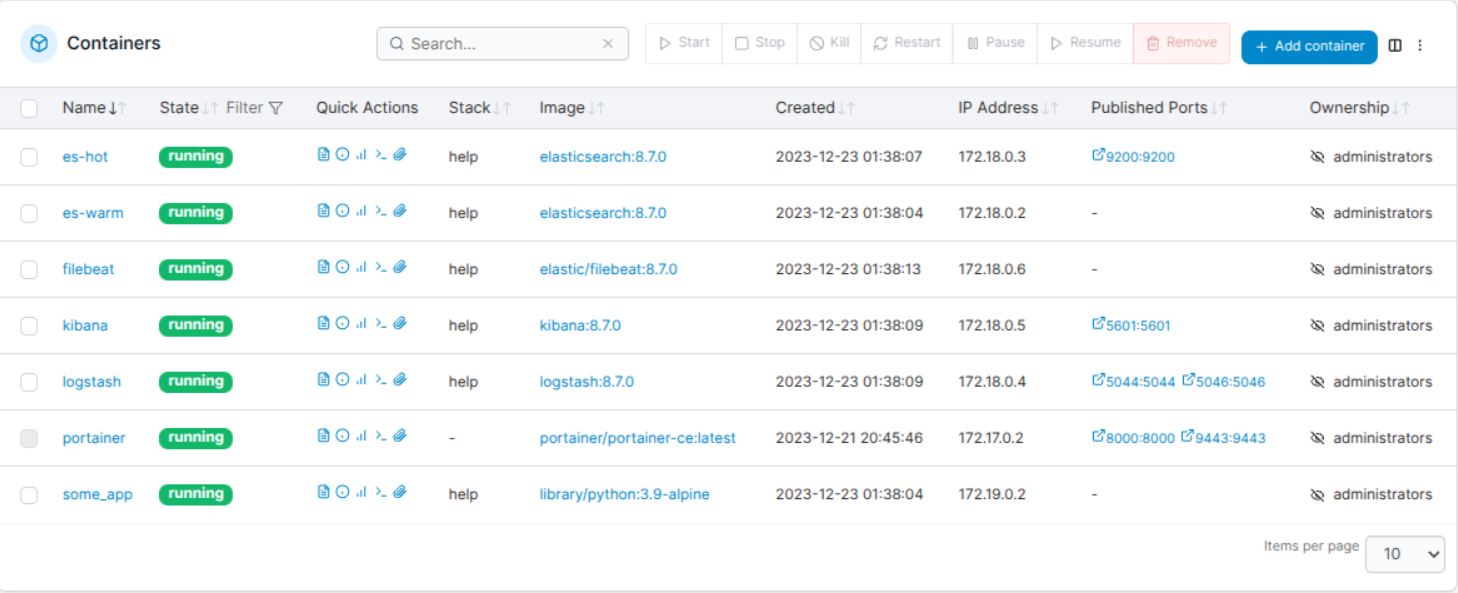 Containers Search... Start Stop Kill Restart Pause Resume Remove + Add container
Name State Filter Quick Actions Stack Image Created IP Address Published Ports Ownership
es-hot running help elasticsearch:8.7.0 2023-12-23 01:38:07 172.18.0.3 9200:9200 administrators
es-warm running help elasticsearch:8.7.0 2023-12-23 01:38:04 172.18.0.2 - administrators
filebeat running help elastic/filebeat:8.7.0 2023-12-23 01:38:13 172.18.0.6 - administrators
kibana running help kibana:8.7.0 2023-12-23 01:38:09 172.18.0.5 5601:5601 administrators
logstash running help logstash:8.7.0 2023-12-23 01:38:09 172.18.0.4 5044:5044 5046:5046 administrators
portainer running - portainer/portainer-ce:latest 2023-12-21 20:45:46 172.17.0.2 8000:8000 9443:9443 administrators
some_app running help library/python:3.9-alpine 2023-12-23 01:38:04 172.19.0.2 - administrators
Items per page 10